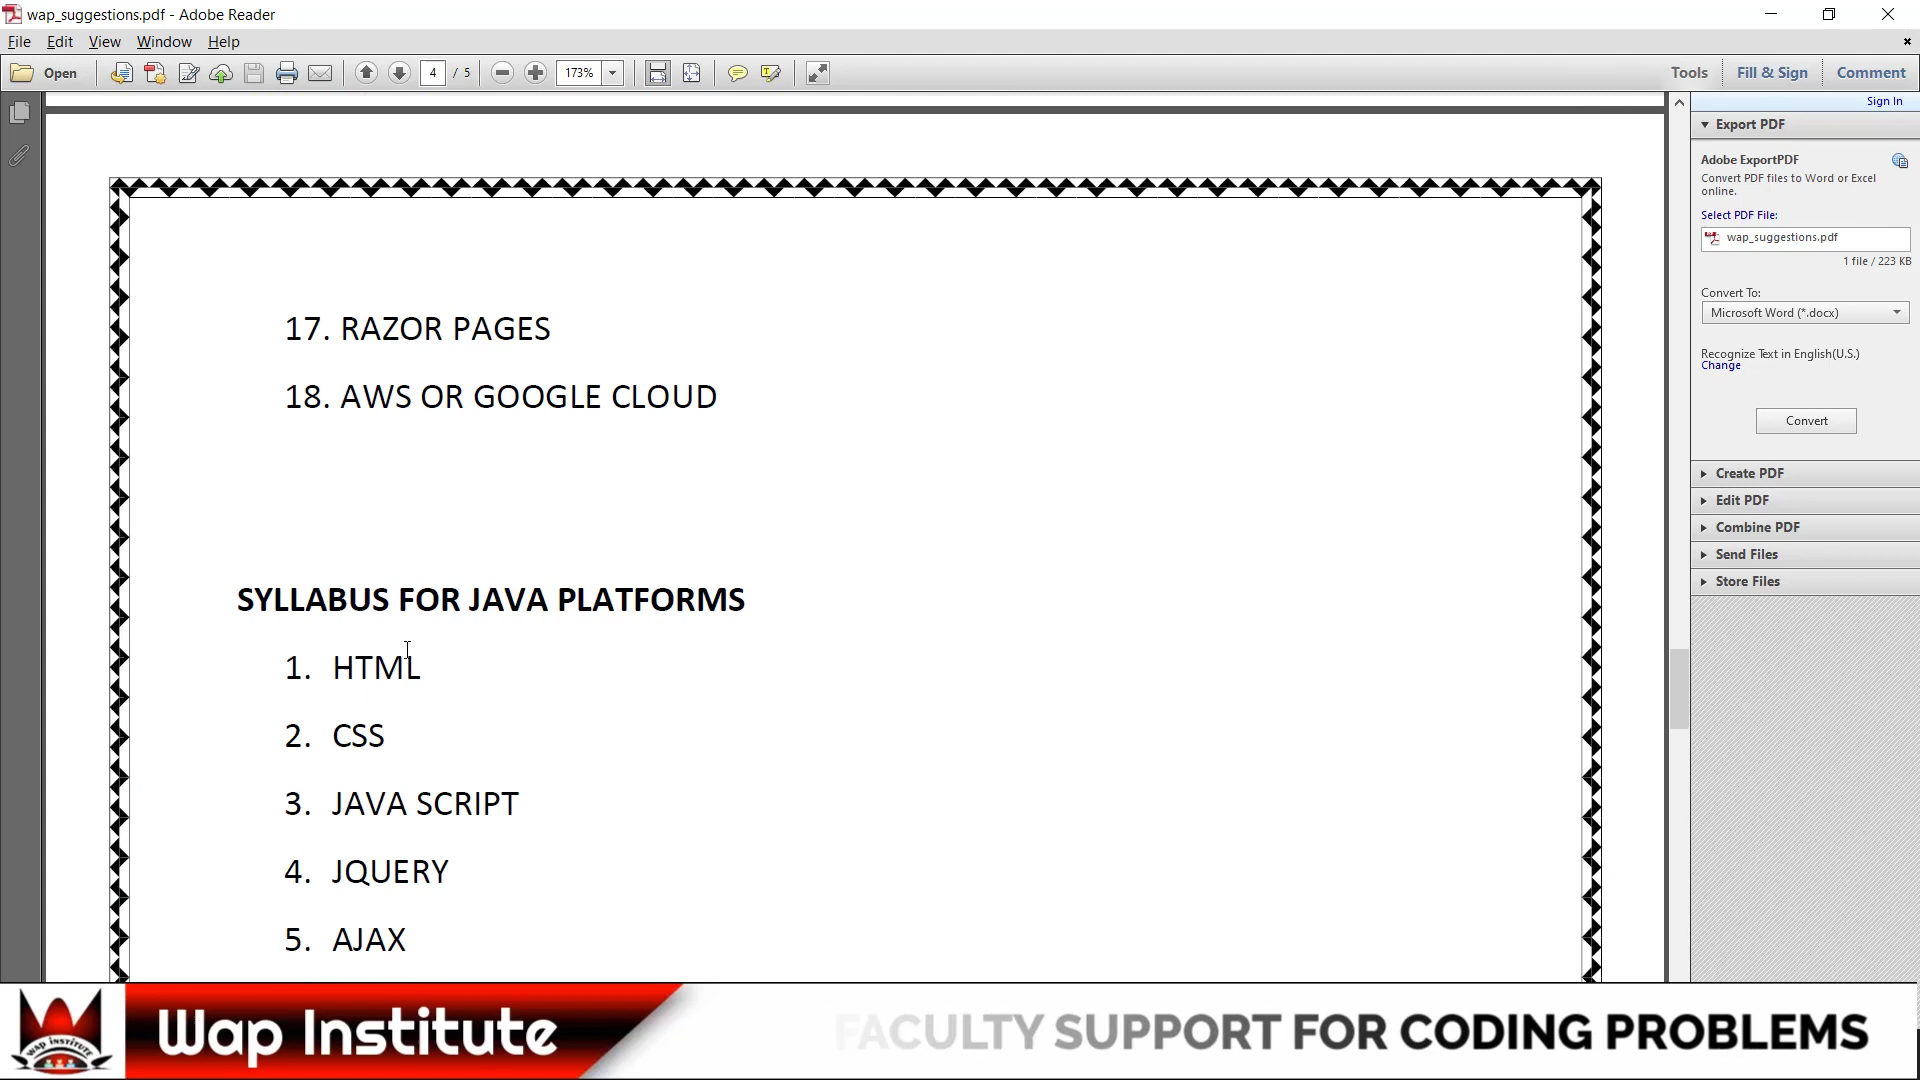 wap_suggestions.pdf - Adobe Reader
File Edit View Window Help
Open 4 / 5 173% Tools Fill & Sign Comment
Sign In
Export PDF
Adobe ExportPDF
Convert PDF files to Word or Excel
online.
Select PDF File:
wap_suggestions.pdf
1 file / 223 KB
Convert To:
Microsoft Word (*.docx)
Recognize Text in English(U.S.)
Change
Convert
Create PDF
Edit PDF
Combine PDF
Send Files
Store Files
17. RAZOR PAGES
18. AWS OR GOOGLE CLOUD
SYLLABUS FOR JAVA PLATFORMS
1. HTML
2. CSS
3. JAVA SCRIPT
4. JQUERY
5. AJAX
WAP INSTITUTE
Wap Institute
FACULTY SUPPORT FOR CODING PROBLEMS